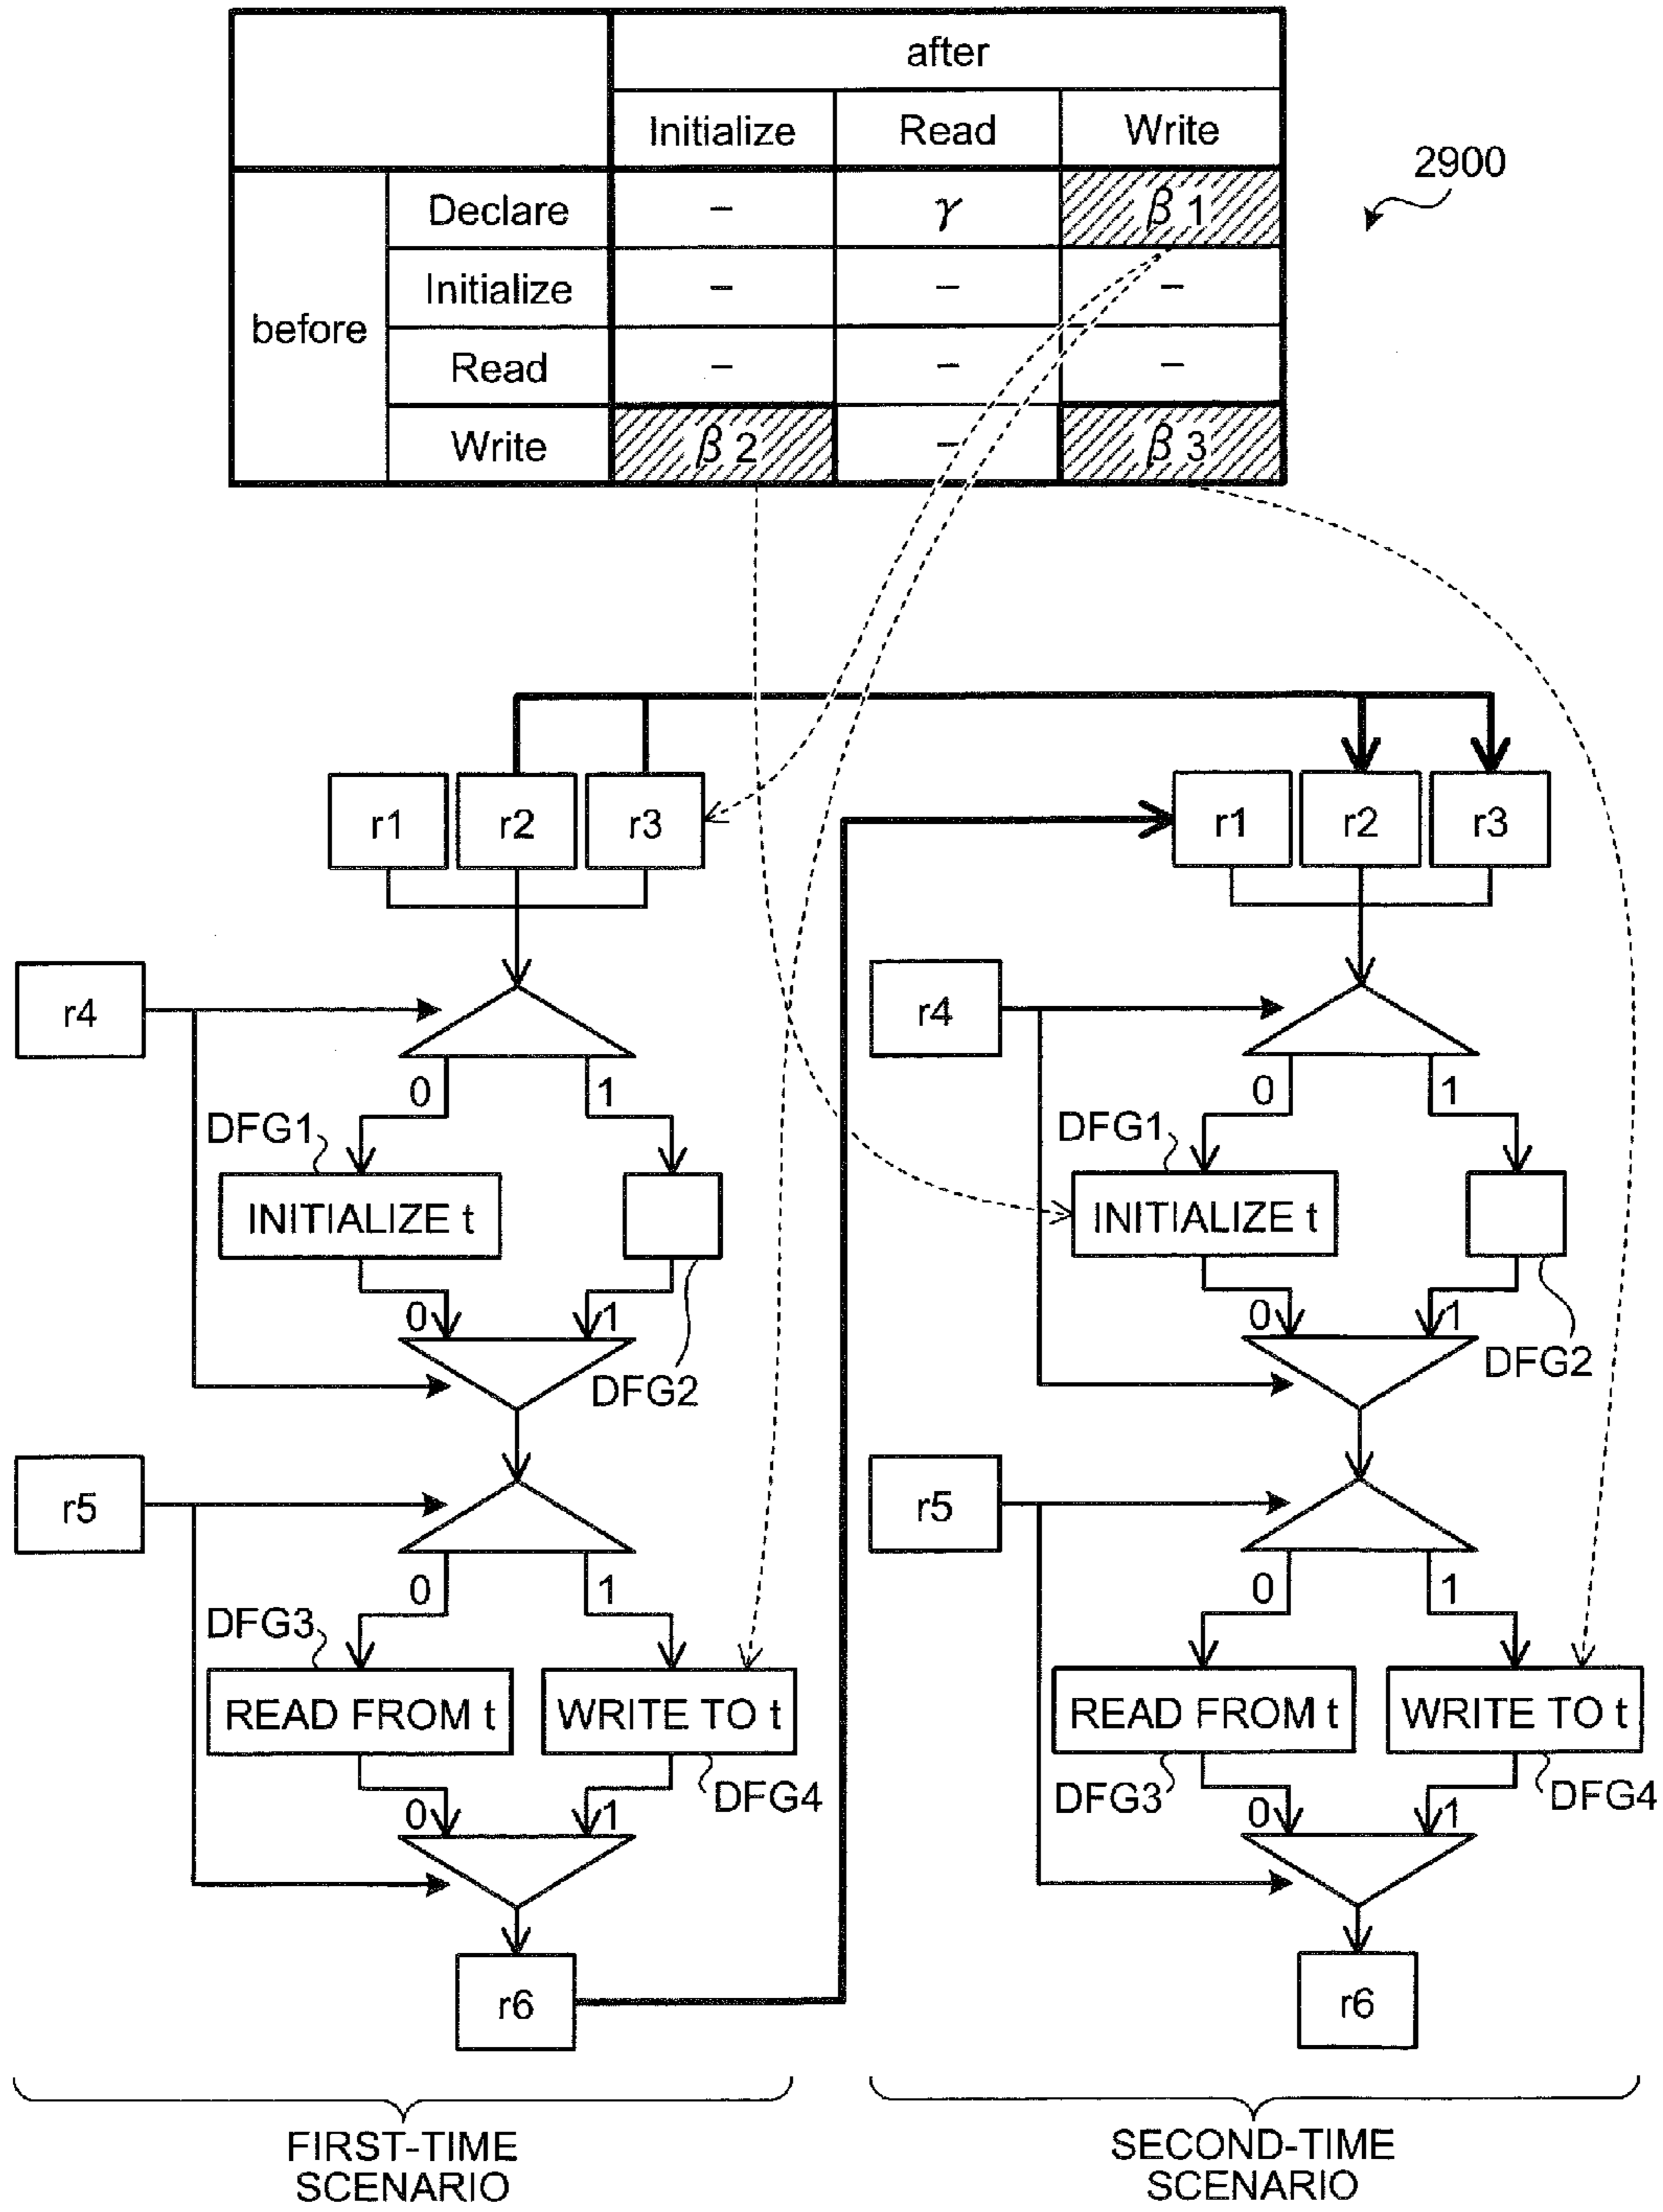 after
Initialize Read Write
2900
before
Declare – γ β 1
Initialize – – –
Read – – –
Write β 2 – β 3
r1 r2 r3 r1 r2 r3
r4 r4
0 1 0 1
DFG1 DFG1
INITIALIZE t INITIALIZE t
0 1 0 1
DFG2 DFG2
r5 r5
0 1 0 1
DFG3
READ FROM t WRITE TO t READ FROM t WRITE TO t
DFG4 DFG3 DFG4
0 1 0 1
r6 r6
FIRST-TIME SECOND-TIME
SCENARIO SCENARIO